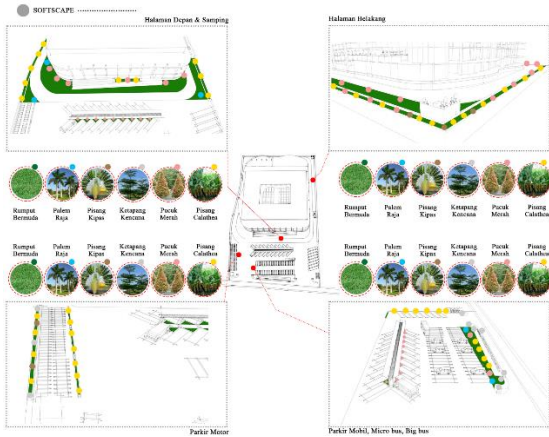 SOFTSCAPE
Halaman Depan & Samping
Halaman Belakang
Rumput Bermuda
Palem Raja
Pisang Kipas
Ketapang Kencana
Pucuk Merah
Pisang Calathea
Rumput Bermuda
Palem Raja
Pisang Kipas
Ketapang Kencana
Pucuk Merah
Pisang Calathea
Rumput Bermuda
Palem Raja
Pisang Kipas
Ketapang Kencana
Pucuk Merah
Pisang Calathea
Rumput Bermuda
Palem Raja
Pisang Kipas
Ketapang Kencana
Pucuk Merah
Pisang Calathea
Parkir Motor
Parkir Mobil, Micro bus, Big bus